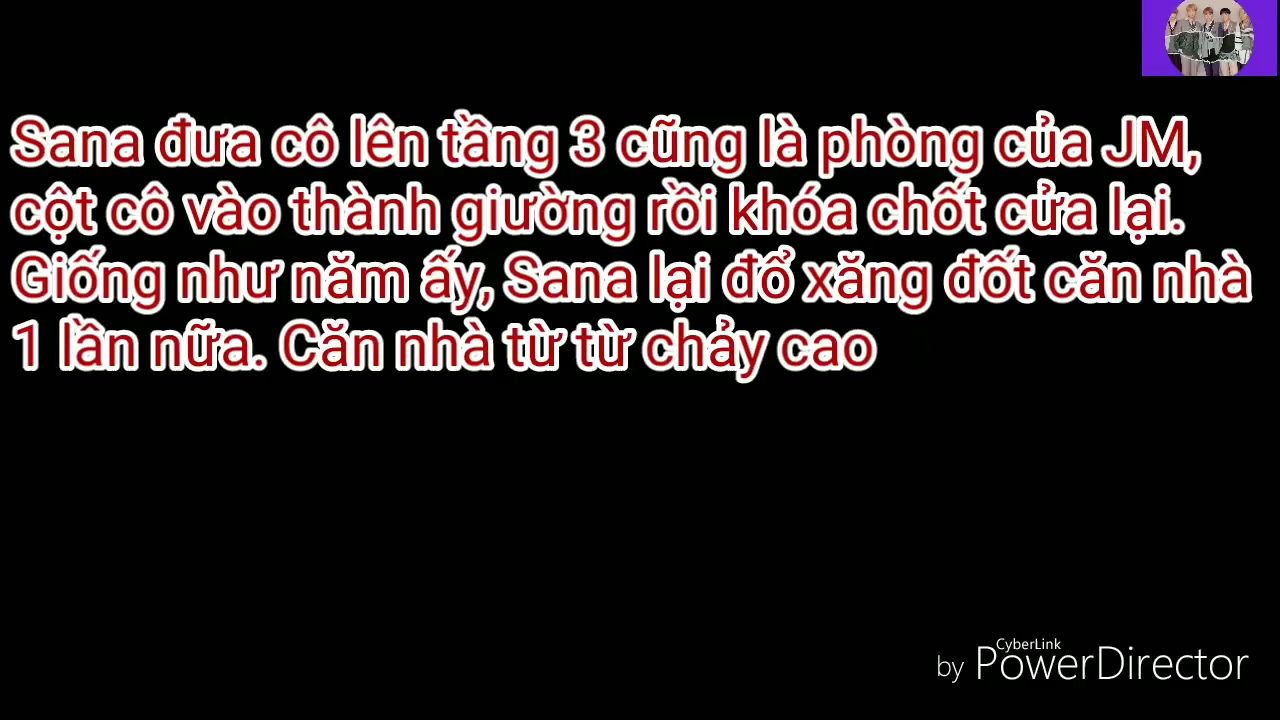 Sana đưa cô lên tầng 3 cũng là phòng của JM,
cột cô vào thành giường rồi khóa chốt cửa lại.
Giống như năm ấy, Sana lại đổ xăng đốt căn nhà
1 lần nữa. Căn nhà từ từ chảy cao
CyberLink
by PowerDirector